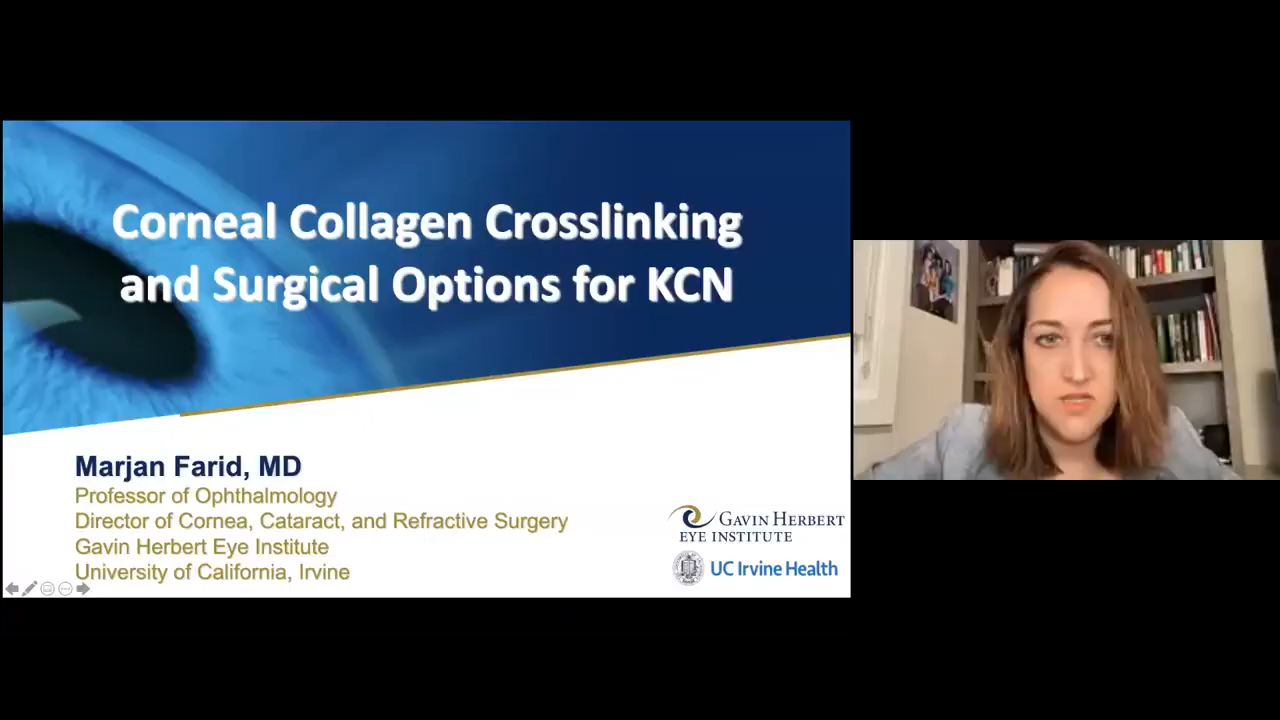 Corneal Collagen Crosslinking
and Surgical Options for KCN
Marjan Farid, MD
Professor of Ophthalmology
Director of Cornea, Cataract, and Refractive Surgery
Gavin Herbert Eye Institute
University of California, Irvine
GAVIN HERBERT
EYE INSTITUTE
UC Irvine Health